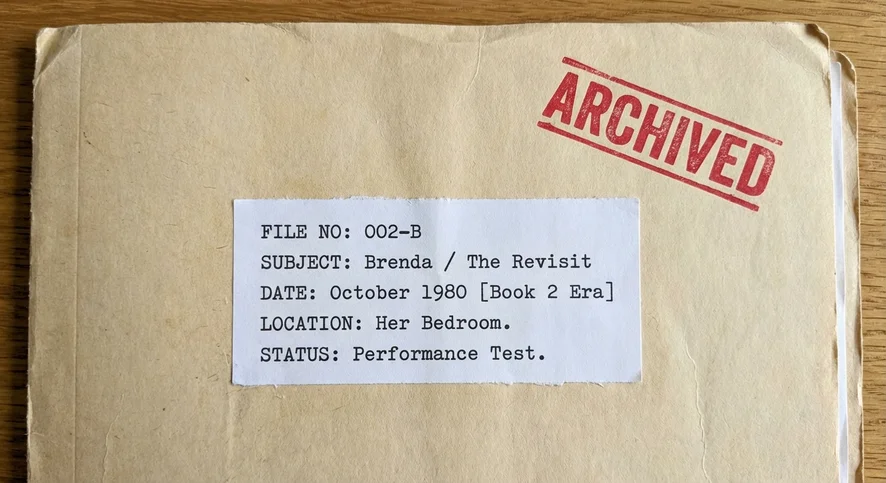 ARCHIVED
FILE NO: 002-B
SUBJECT: Brenda / The Revisit
DATE: October 1980 [Book 2 Era]
LOCATION: Her Bedroom.
STATUS: Performance Test.